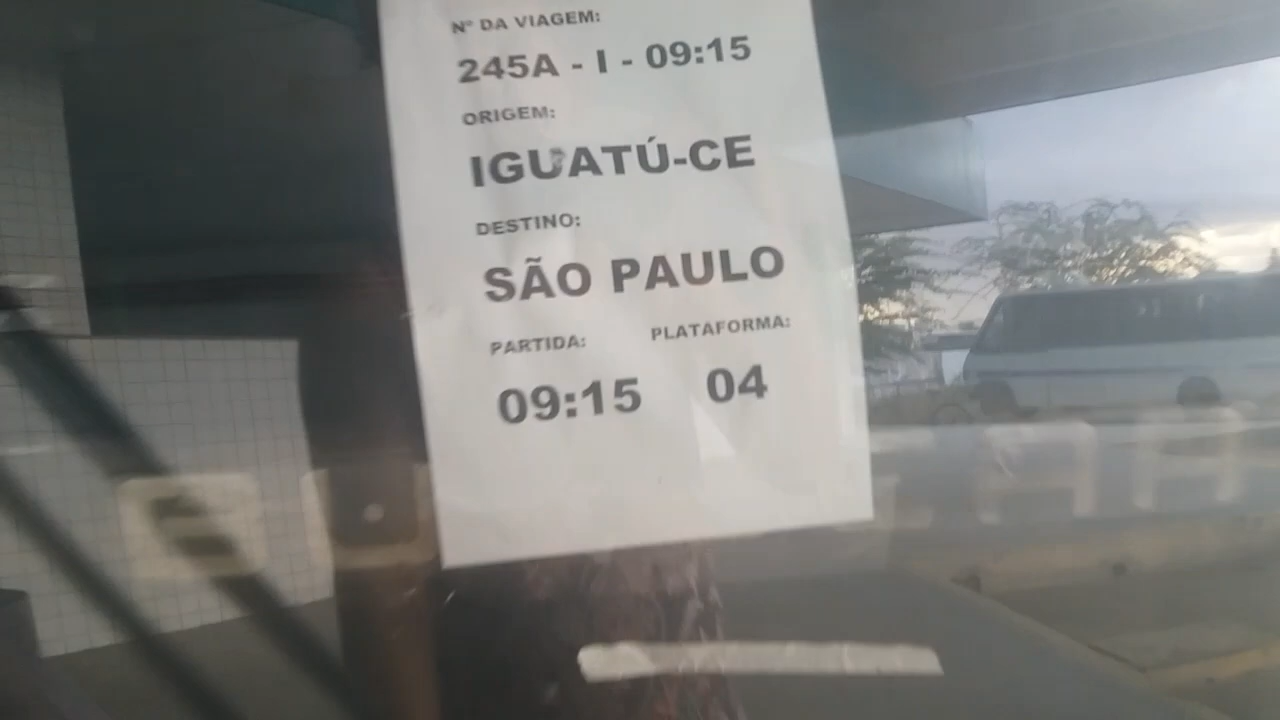 Nº DA VIAGEM:
245A - I - 09:15
ORIGEM:
IGUATÚ-CE
DESTINO:
SÃO PAULO
PARTIDA: PLATAFORMA:
09:15 04